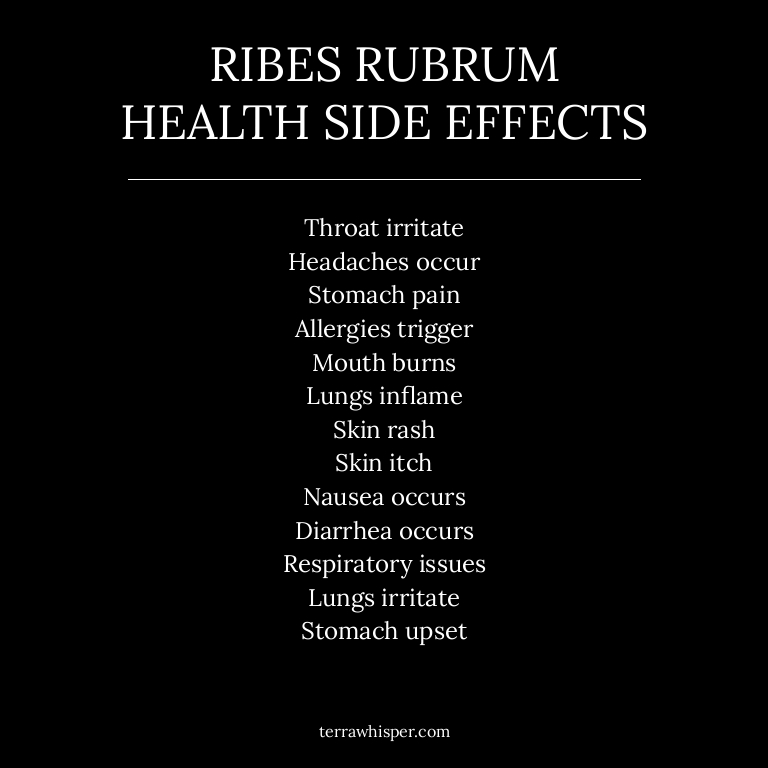 RIBES RUBRUM
HEALTH SIDE EFFECTS
Throat irritate
Headaches occur
Stomach pain
Allergies trigger
Mouth burns
Lungs inflame
Skin rash
Skin itch
Nausea occurs
Diarrhea occurs
Respiratory issues
Lungs irritate
Stomach upset
terrawhisper.com